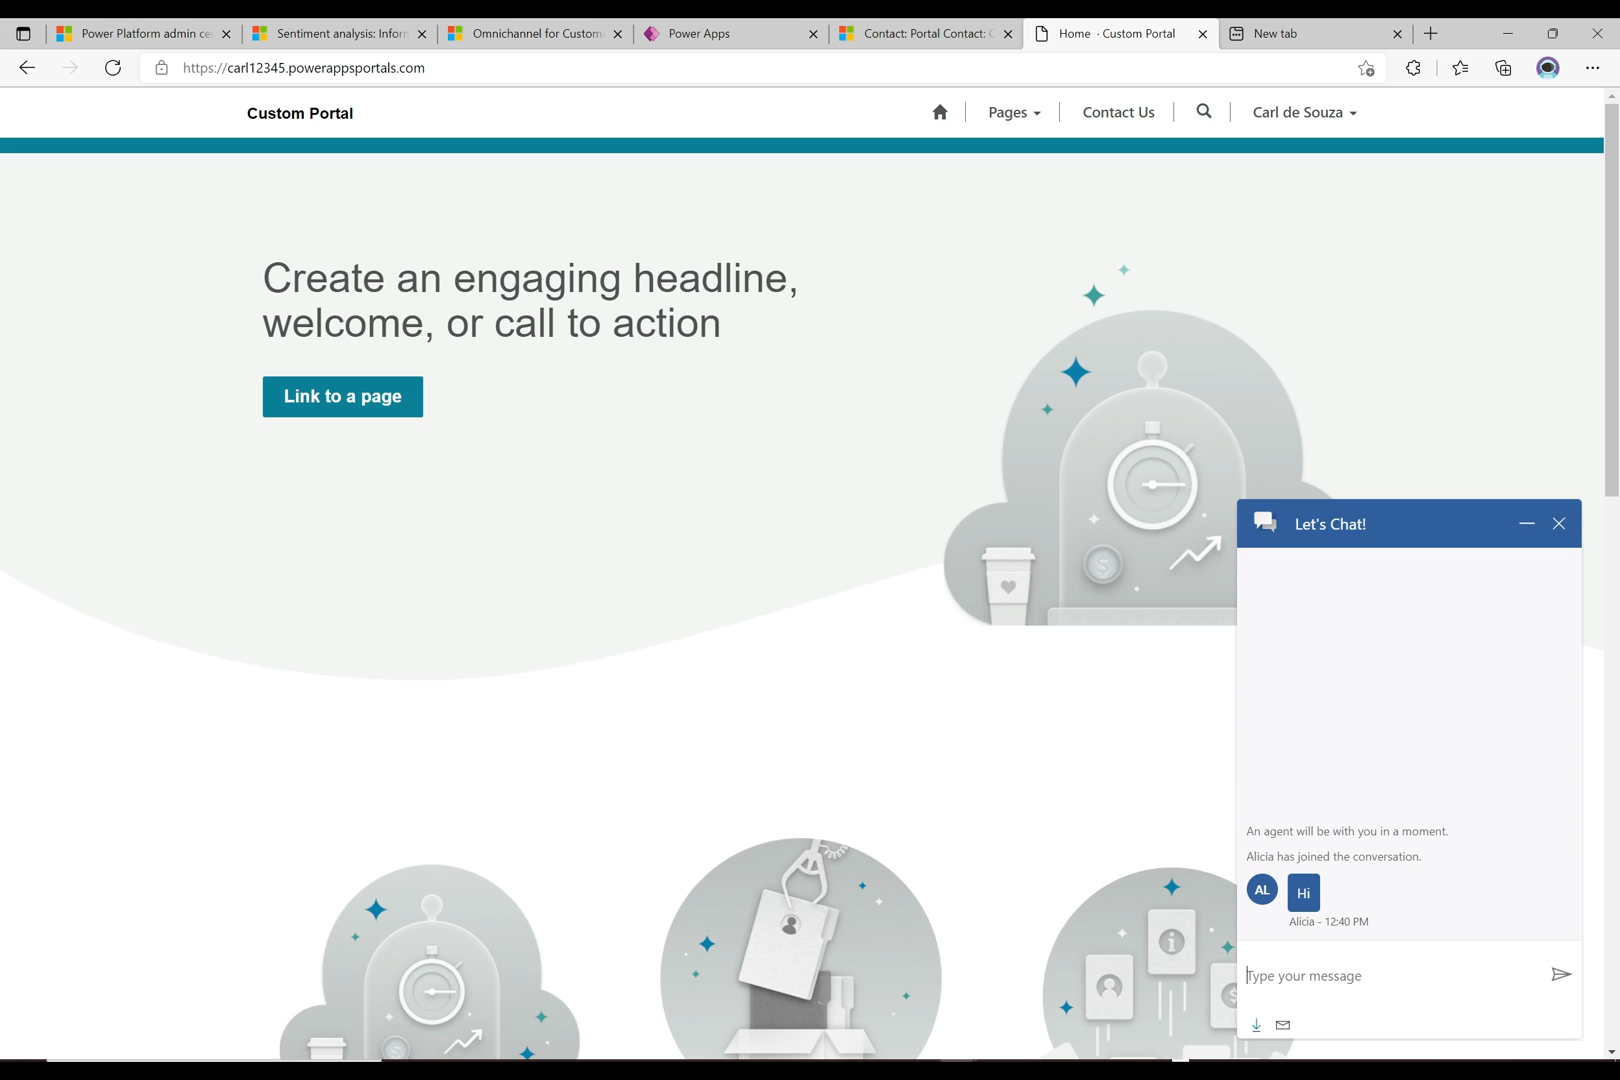 Power Platform admin ce
Sentiment analysis: Inforn
Omnichannel for Custome
Power Apps
Contact: Portal Contact: C
Home · Custom Portal
New tab
https://carl12345.powerappsportals.com
Custom Portal
Pages
Contact Us
Carl de Souza
Create an engaging headline,
welcome, or call to action
Link to a page
Let's Chat!
An agent will be with you in a moment.
Alicia has joined the conversation.
AL
Hi
Alicia - 12:40 PM
Type your message